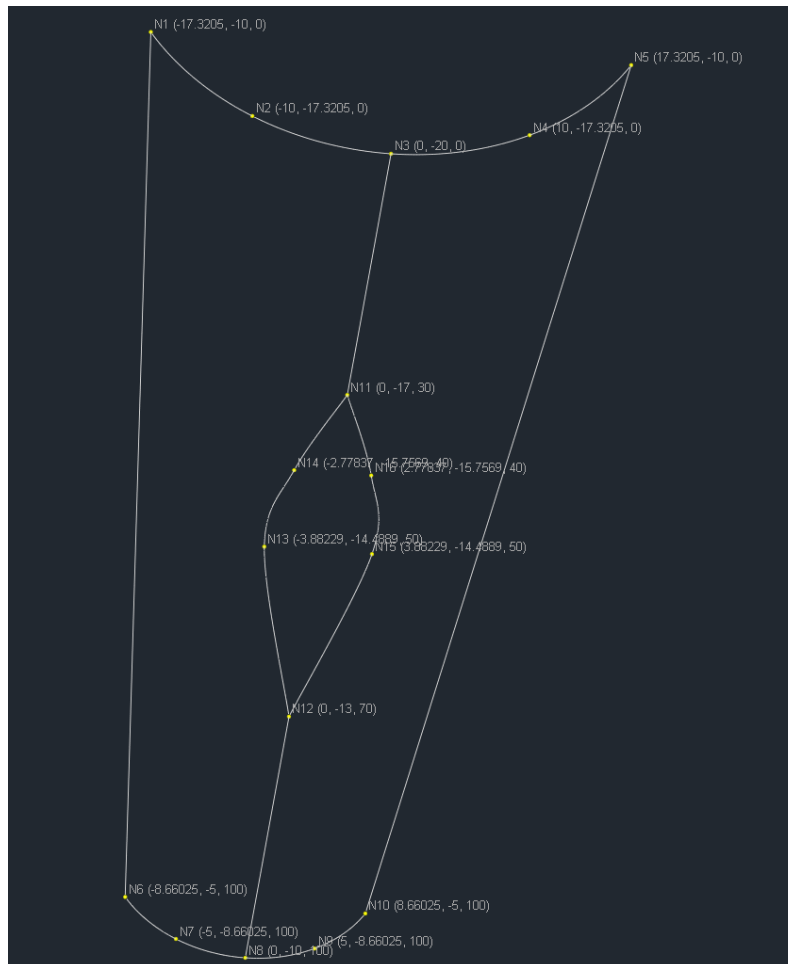 N1 (-17.3205, -10, 0)
N5 (17.3205, -10, 0)
N2 (-10, -17.3205, 0)
N4 (10, -17.3205, 0)
N3 (0, -20, 0)
N11 (0, -17, 30)
N14 (-2.77837, -15.7569, 40)
N16 (2.77837, -15.7569, 40)
N13 (-3.88229, -14.4889, 50)
N15 (3.88229, -14.4889, 50)
N12 (0, -13, 70)
N6 (-8.66025, -5, 100)
N10 (8.66025, -5, 100)
N7 (-5, -8.66025, 100)
N9 (5, -8.66025, 100)
N8 (0, -10, 100)